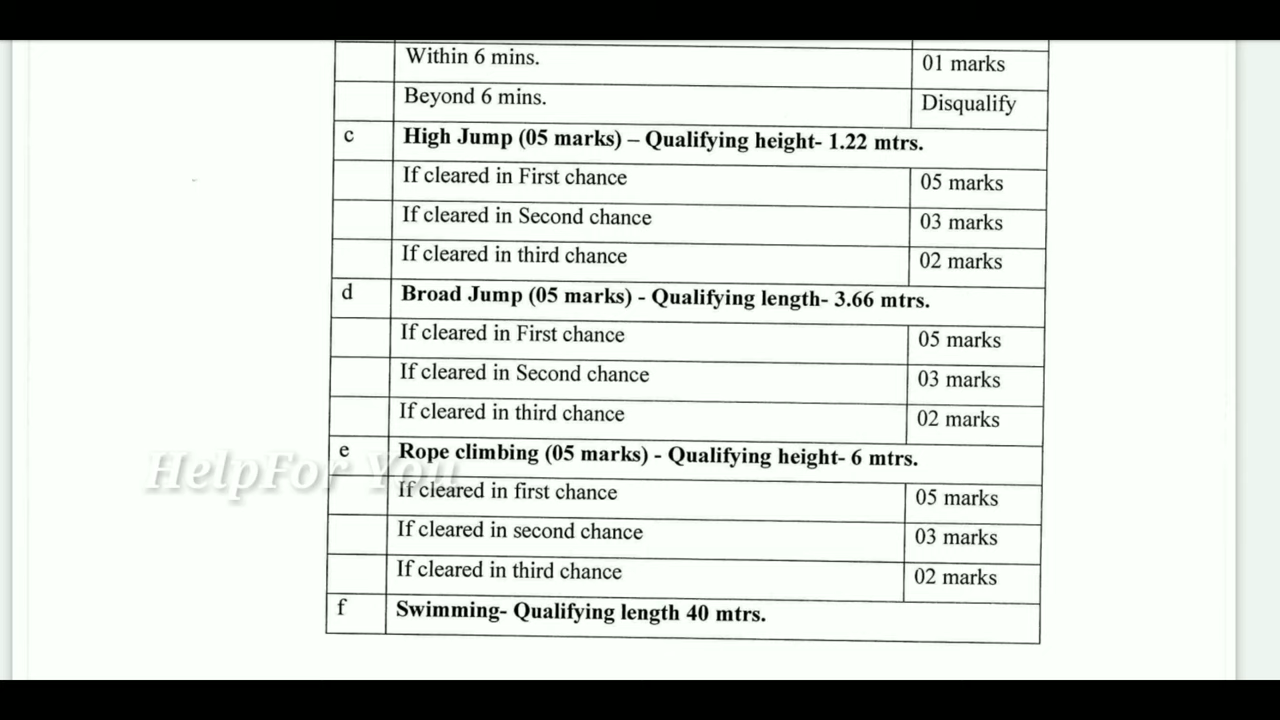 Within 6 mins. 01 marks
Beyond 6 mins. Disqualify
c High Jump (05 marks) – Qualifying height- 1.22 mtrs.
If cleared in First chance 05 marks
If cleared in Second chance 03 marks
If cleared in third chance 02 marks
d Broad Jump (05 marks) - Qualifying length- 3.66 mtrs.
If cleared in First chance 05 marks
If cleared in Second chance 03 marks
If cleared in third chance 02 marks
e Rope climbing (05 marks) - Qualifying height- 6 mtrs.
HelpFor You
If cleared in first chance 05 marks
If cleared in second chance 03 marks
If cleared in third chance 02 marks
f Swimming- Qualifying length 40 mtrs.